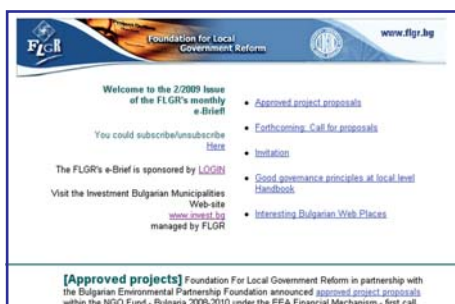 FLGR
Foundation for Local
Government Reform
www.flgr.bg
Welcome to the 2/2009 Issue
of the FLGR's monthly
e-Brief!
You could subscribe/unsubscribe
Here
The FLGR's e-Brief is sponsored by LOGIN
Visit the Investment Bulgarian Municipalities
Web-site
www.invest.bg
managed by FLGR
• Approved project proposals
• Forthcoming: Call for proposals
• Invitation
• Good governance principles at local level
Handbook
• Interesting Bulgarian Web Places
[Approved projects] Foundation For Local Government Reform in partnership with
the Bulgarian Environmental Partnership Foundation announced approved project proposals
within the NGO Fund - Bulgaria 2008-2010 under the EEA Financial Mechanism - first call